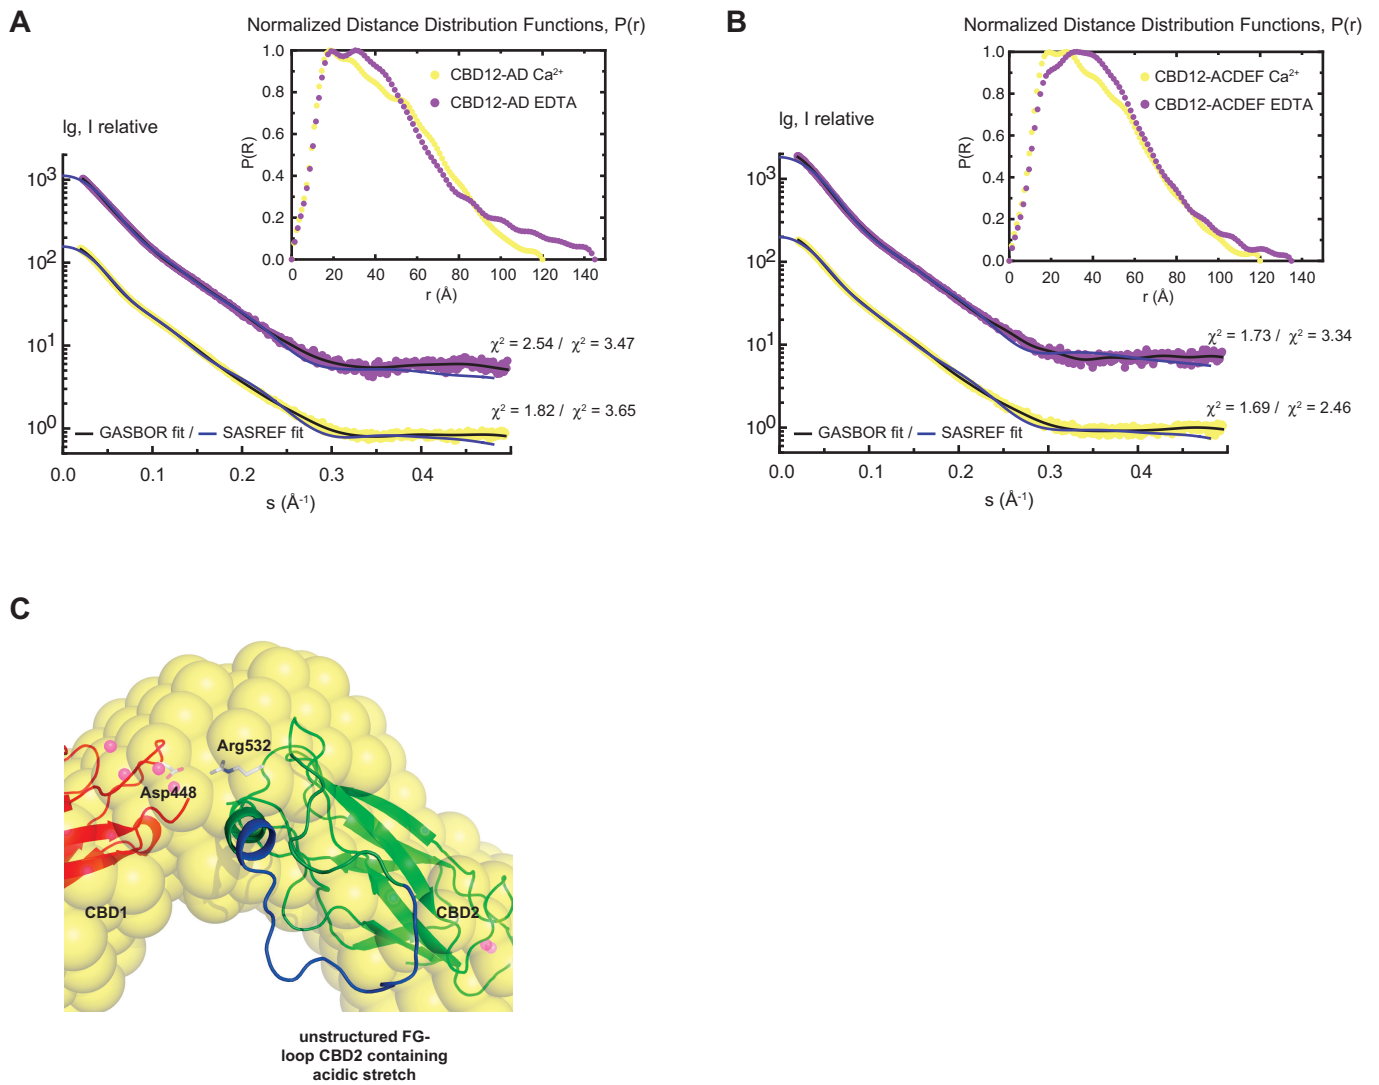 A
Normalized Distance Distribution Functions, P(r)
lg, I relative
P(R)
1.0
0.8
0.6
0.4
0.2
0.0
CBD12-AD Ca²⁺
CBD12-AD EDTA
0 20 40 60 80 100 120 140
r (Å)
10³
10²
10¹
10⁰
χ² = 2.54 / χ² = 3.47
χ² = 1.82 / χ² = 3.65
GASBOR fit / SASREF fit
0.0 0.1 0.2 0.3 0.4
s (Å⁻¹)
B
Normalized Distance Distribution Functions, P(r)
lg, I relative
P(R)
1.0
0.8
0.6
0.4
0.2
0.0
CBD12-ACDEF Ca²⁺
CBD12-ACDEF EDTA
0 20 40 60 80 100 120 140
r (Å)
10³
10²
10¹
10⁰
χ² = 1.73 / χ² = 3.34
χ² = 1.69 / χ² = 2.46
GASBOR fit / SASREF fit
0.0 0.1 0.2 0.3 0.4
s (Å⁻¹)
C
Arg532
Asp448
CBD1
CBD2
unstructured FG-
loop CBD2 containing
acidic stretch